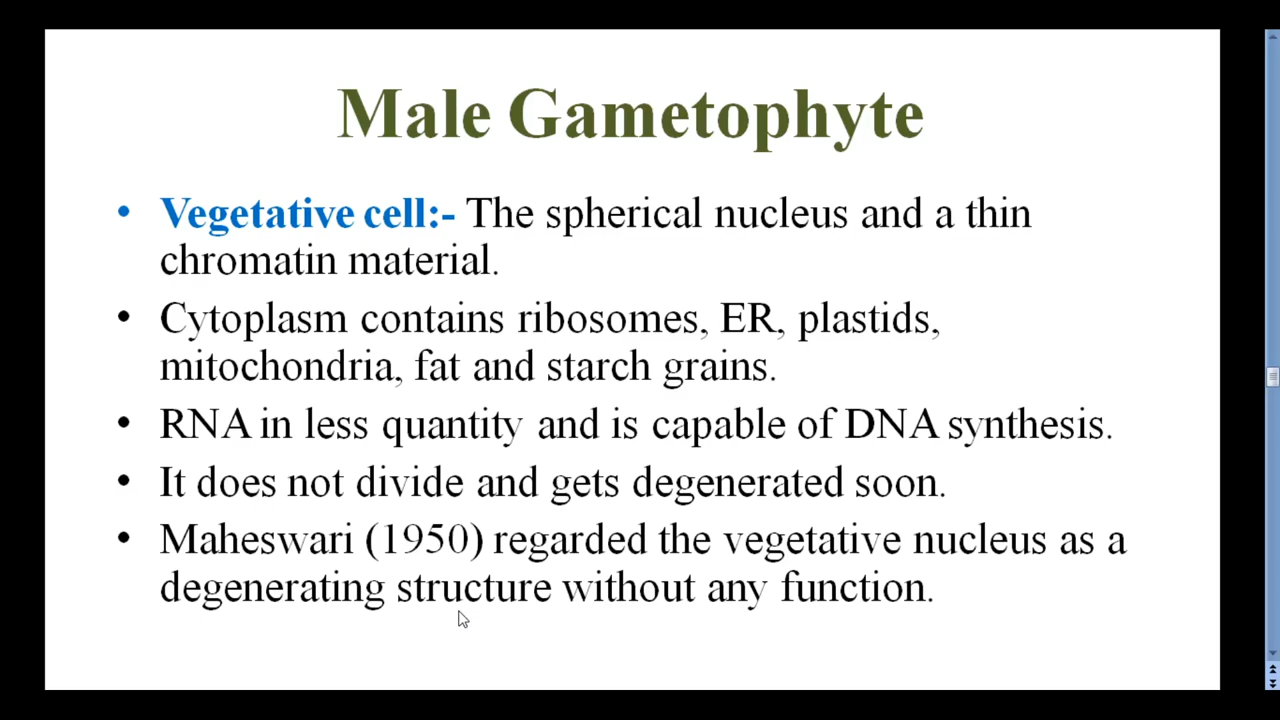 Male Gametophyte
• Vegetative cell:- The spherical nucleus and a thin
chromatin material.
• Cytoplasm contains ribosomes, ER, plastids,
mitochondria, fat and starch grains.
• RNA in less quantity and is capable of DNA synthesis.
• It does not divide and gets degenerated soon.
• Maheswari (1950) regarded the vegetative nucleus as a
degenerating structure without any function.